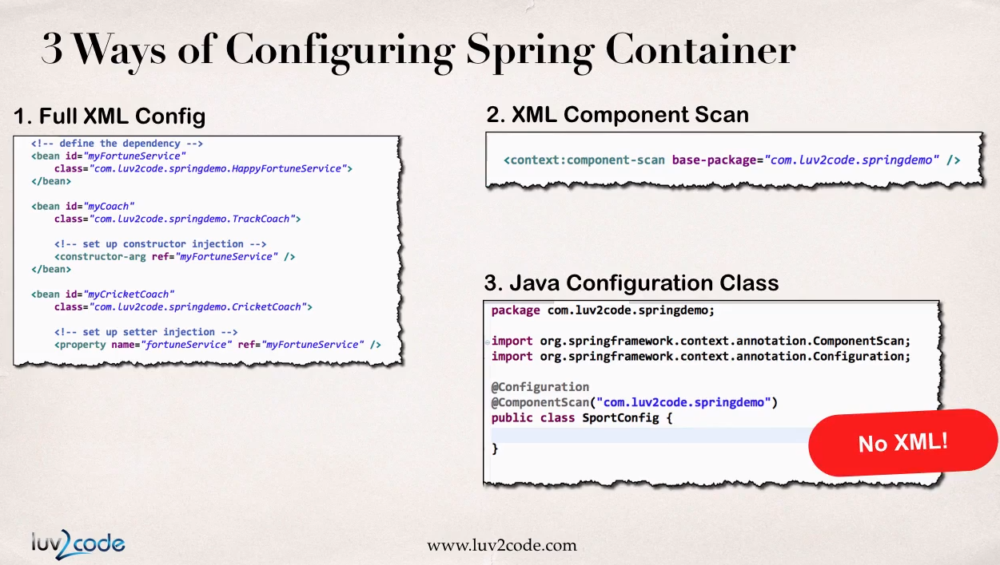 3 Ways of Configuring Spring Container
1. Full XML Config
<!-- define the dependency -->
<bean id="myFortuneService"
class="com.luv2code.springdemo.HappyFortuneService">
</bean>
<bean id="myCoach"
class="com.luv2code.springdemo.TrackCoach">
<!-- set up constructor injection -->
<constructor-arg ref="myFortuneService" />
</bean>
<bean id="myCricketCoach"
class="com.luv2code.springdemo.CricketCoach">
<!-- set up setter injection -->
<property name="fortuneService" ref="myFortuneService" />
2. XML Component Scan
<context:component-scan base-package="com.luv2code.springdemo" />
3. Java Configuration Class
package com.luv2code.springdemo;
import org.springframework.context.annotation.ComponentScan;
import org.springframework.context.annotation.Configuration;
@Configuration
@ComponentScan("com.luv2code.springdemo")
public class SportConfig {
}
No XML!
luv2code
www.luv2code.com